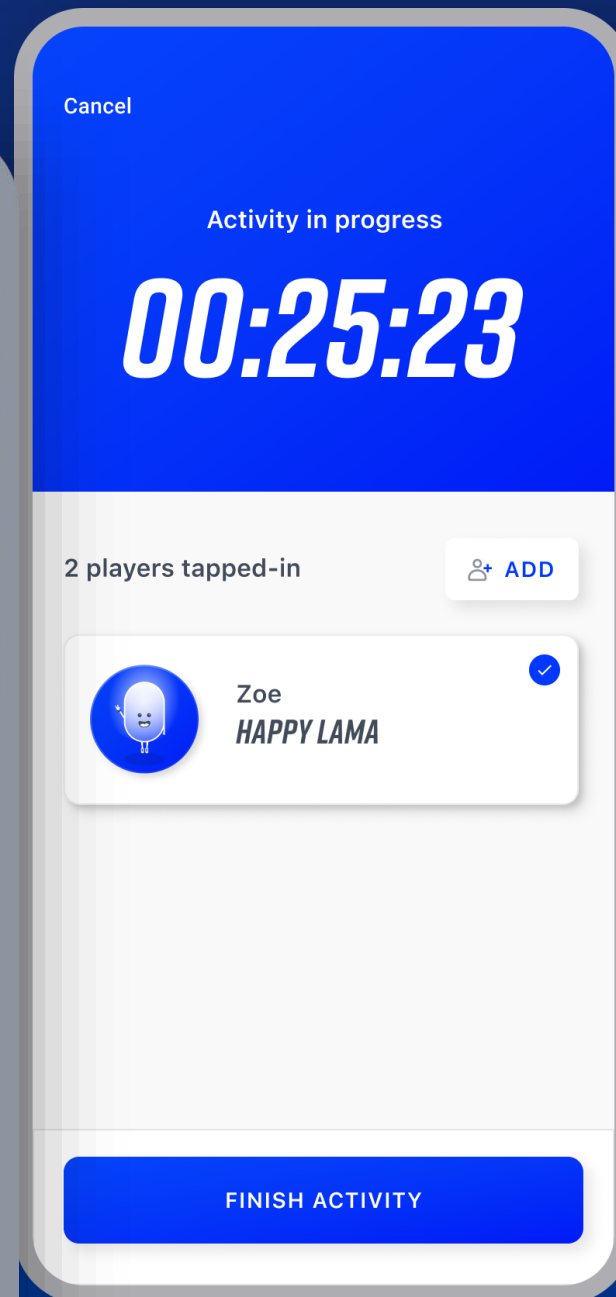 Cancel
Activity in progress
00:25:23
2 players tapped-in
ADD
Zoe
HAPPY LAMA
FINISH ACTIVITY